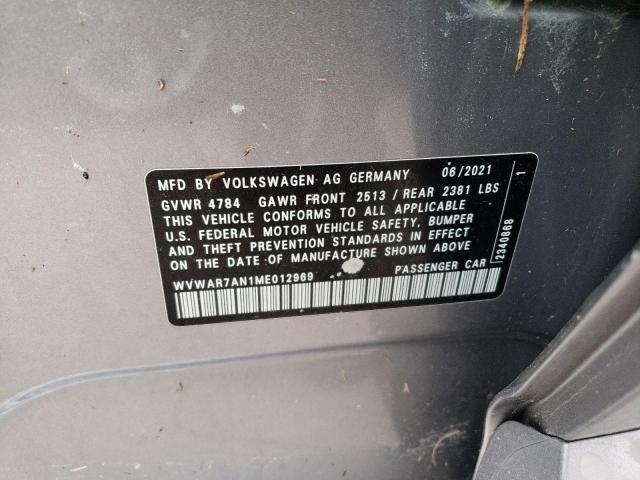 MFD BY VOLKSWAGEN AG GERMANY 06/2021
GVWR 4784 GAWR FRONT 2513 / REAR 2381 LBS
THIS VEHICLE CONFORMS TO ALL APPLICABLE
U.S. FEDERAL MOTOR VEHICLE SAFETY, BUMPER
AND THEFT PREVENTION STANDARDS IN EFFECT
ON THE DATE OF MANUFACTURE SHOWN ABOVE
WVWAR7AN1ME012969 PASSENGER CAR
2340868 1